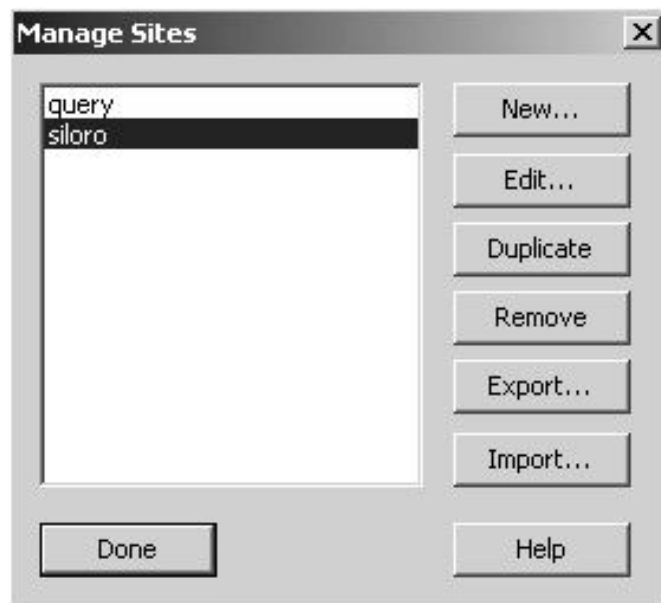 Manage Sites
query
siloro
New...
Edit...
Duplicate
Remove
Export...
Import...
Done
Help